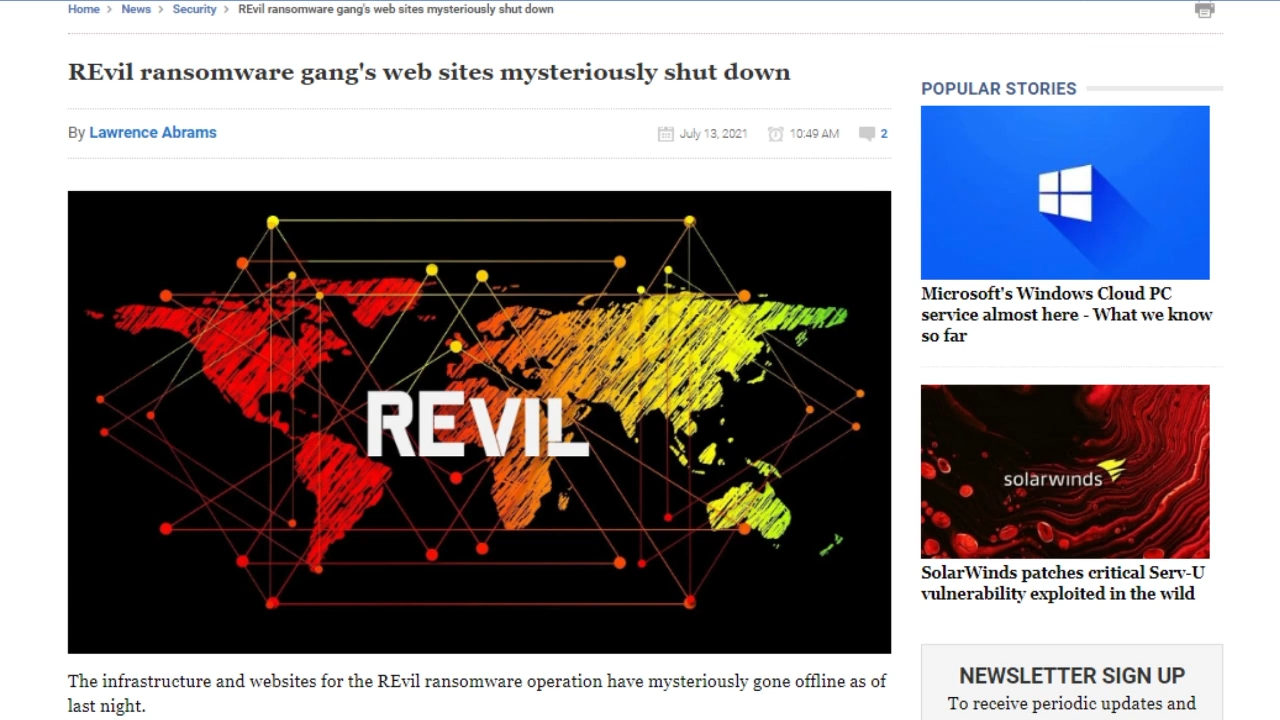 Home > News > Security > REvil ransomware gang's web sites mysteriously shut down
REvil ransomware gang's web sites mysteriously shut down
By Lawrence Abrams
July 13, 2021
10:49 AM
2
REVIL
The infrastructure and websites for the REvil ransomware operation have mysteriously gone offline as of
last night.
POPULAR STORIES
Microsoft's Windows Cloud PC
service almost here - What we know
so far
solarwinds
SolarWinds patches critical Serv-U
vulnerability exploited in the wild
NEWSLETTER SIGN UP
To receive periodic updates and